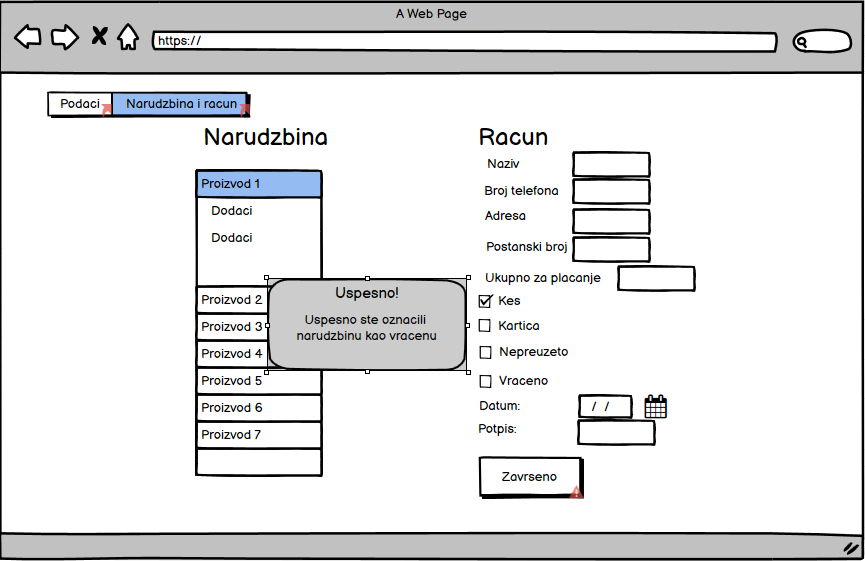 A Web Page
https://
Podaci
Narudzbina i racun
Narudzbina
Proizvod 1
Dodaci
Dodaci
Proizvod 2
Proizvod 3
Proizvod 4
Proizvod 5
Proizvod 6
Proizvod 7
Uspesno!
Uspesno ste oznacili
narudzbinu kao vracenu
Racun
Naziv
Broj telefona
Adresa
Postanski broj
Ukupno za placanje
Kes
Kartica
Nepreuzeto
Vraceno
Datum:
/ /
Potpis:
Zavrseno